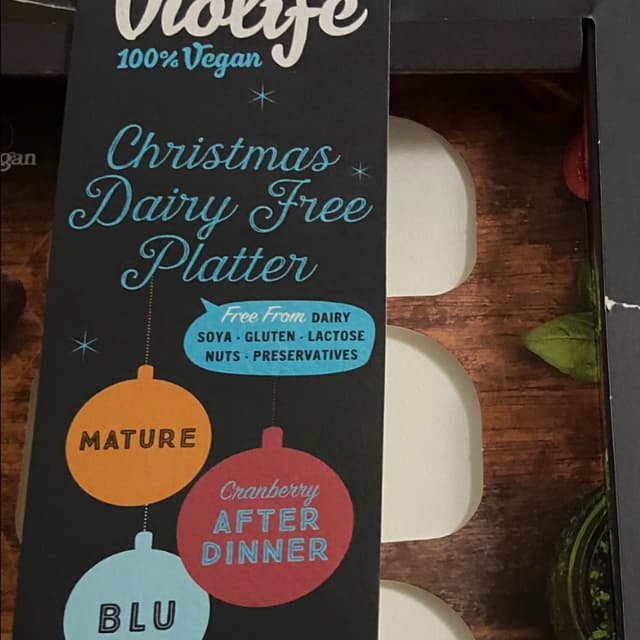 Violife
100% Vegan
gan
Christmas
Dairy Free
Platter
Free From DAIRY
SOYA · GLUTEN · LACTOSE
NUTS · PRESERVATIVES
MATURE
Cranberry
AFTER
DINNER
BLU